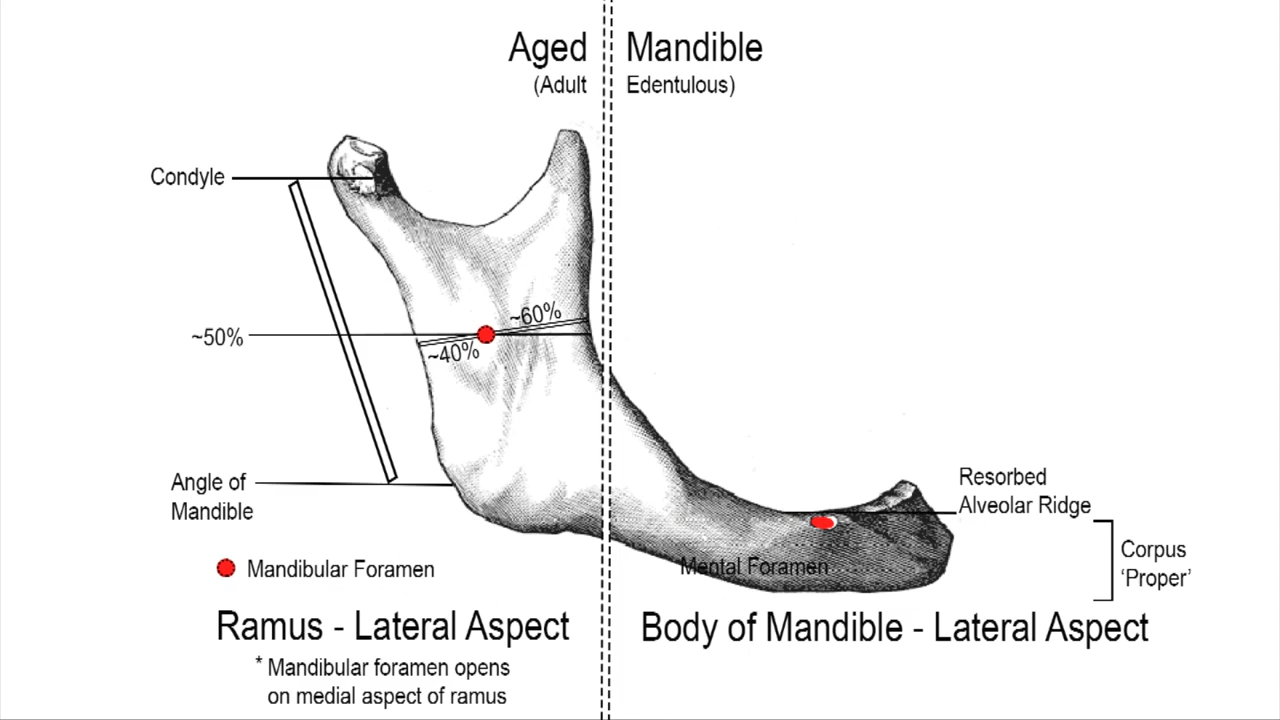 Aged Mandible
(Adult Edentulous)
Condyle
~60%
~50%
~40%
Angle of
Mandible
Resorbed
Alveolar Ridge
Corpus
‘Proper’
Mental Foramen
Mandibular Foramen
Ramus - Lateral Aspect
Body of Mandible - Lateral Aspect
* Mandibular foramen opens
on medial aspect of ramus